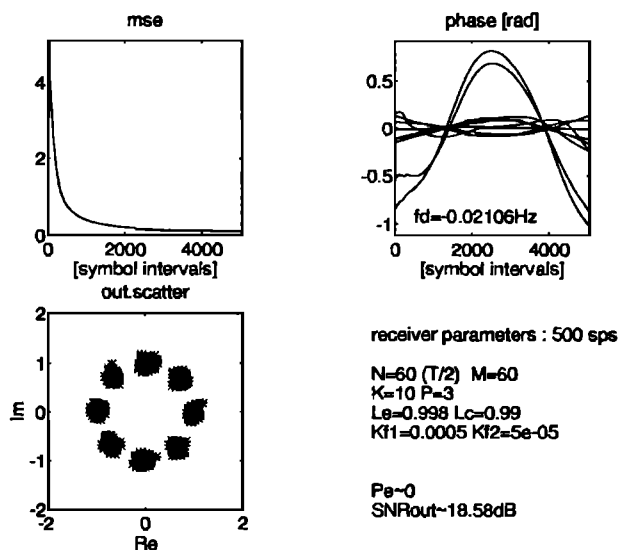 mse
4
2
0
0 2000 4000
[symbol intervals]
phase [rad]
0.5
0
-0.5
-1
fd=-0.02106Hz
0 2000 4000
[symbol intervals]
out.scatter
2
1
0
-1
-2
Im
-2 0 2
Re
receiver parameters : 500 sps
N=60 (T/2) M=60
K=10 P=3
Le=0.998 Lc=0.99
Kf1=0.0005 Kf2=5e-05
Pe~0
SNRout~18.58dB